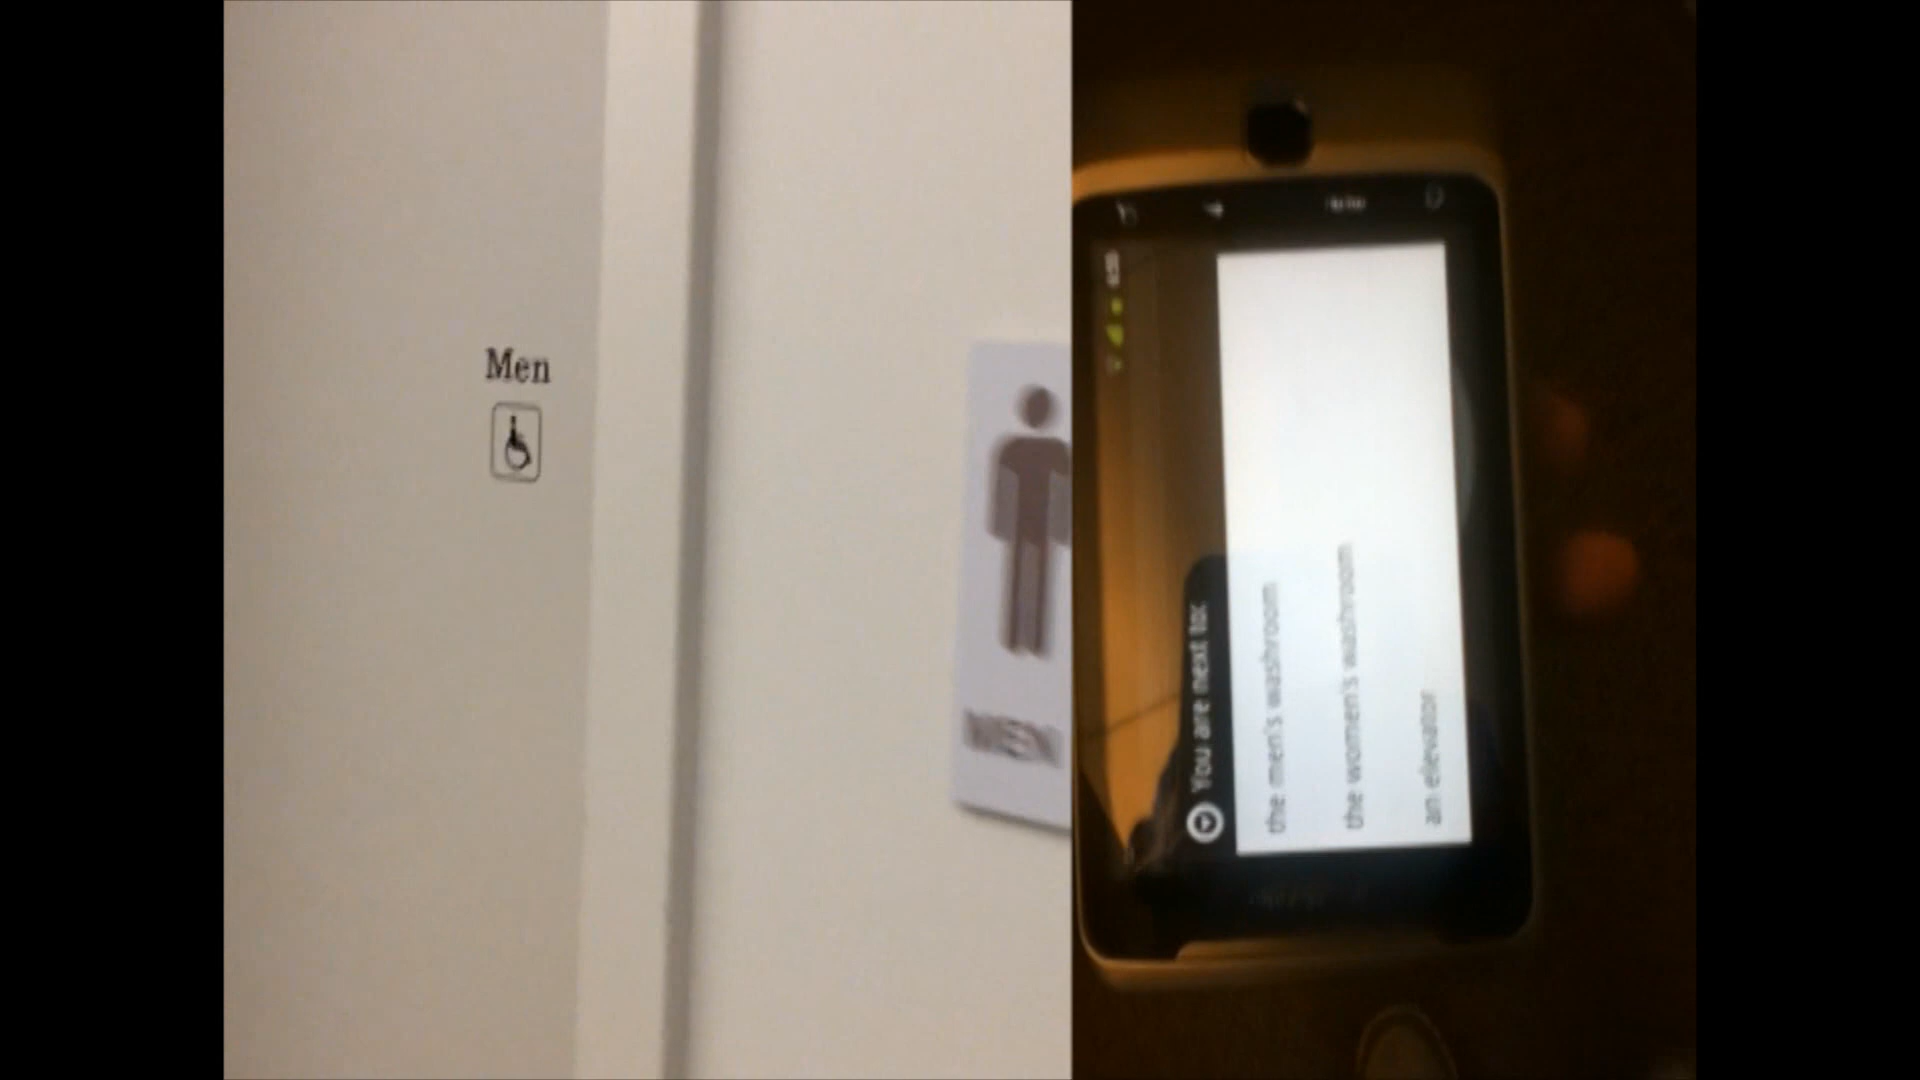 Men
MEN
You are next to:
the men's washroom
the women's washroom
an elevator